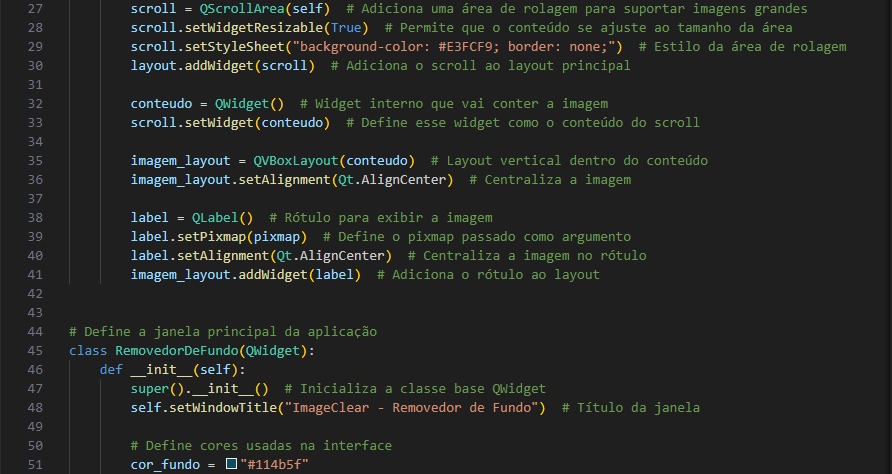 27 scroll = QScrollArea(self)  # Adiciona uma área de rolagem para suportar imagens grandes
28 scroll.setWidgetResizable(True)  # Permite que o conteúdo se ajuste ao tamanho da área
29 scroll.setStyleSheet("background-color: #E3FCF9; border: none;")  # Estilo da área de rolagem
30 layout.addWidget(scroll)  # Adiciona o scroll ao layout principal
31
32 conteudo = QWidget()  # Widget interno que vai conter a imagem
33 scroll.setWidget(conteudo)  # Define esse widget como o conteúdo do scroll
34
35 imagem_layout = QVBoxLayout(conteudo)  # Layout vertical dentro do conteúdo
36 imagem_layout.setAlignment(Qt.AlignCenter)  # Centraliza a imagem
37
38 label = QLabel()  # Rótulo para exibir a imagem
39 label.setPixmap(pixmap)  # Define o pixmap passado como argumento
40 label.setAlignment(Qt.AlignCenter)  # Centraliza a imagem no rótulo
41 imagem_layout.addWidget(label)  # Adiciona o rótulo ao layout
42
43
44 # Define a janela principal da aplicação
45 class RemovedorDeFundo(QWidget):
46 def __init__(self):
47 super().__init__()  # Inicializa a classe base QWidget
48 self.setWindowTitle("ImageClear - Removedor de Fundo")  # Título da janela
49
50 # Define cores usadas na interface
51 cor_fundo = "#114b5f"